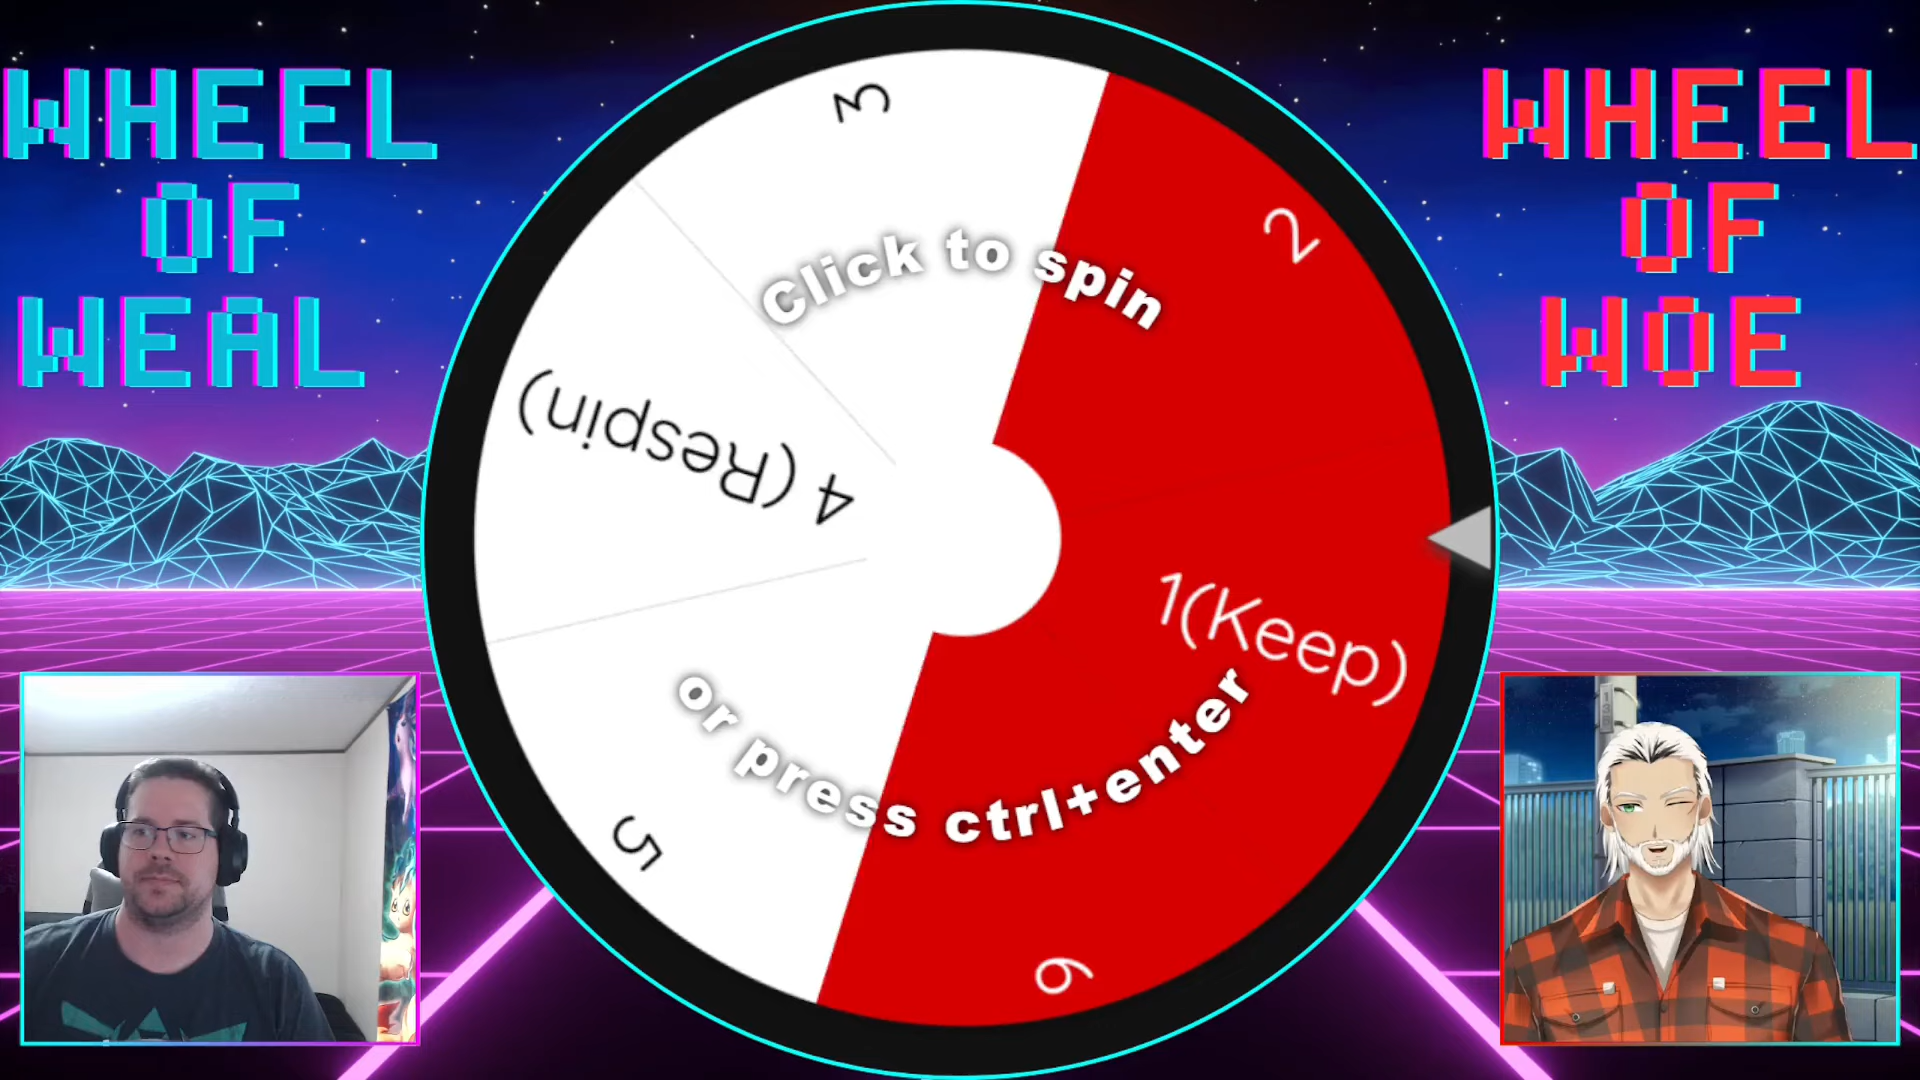 WHEEL
OF
WEAL
WHEEL
OF
WOE
Click to spin
or press ctrl+enter
1(Keep)
2
3
4 (Respin)
5
6